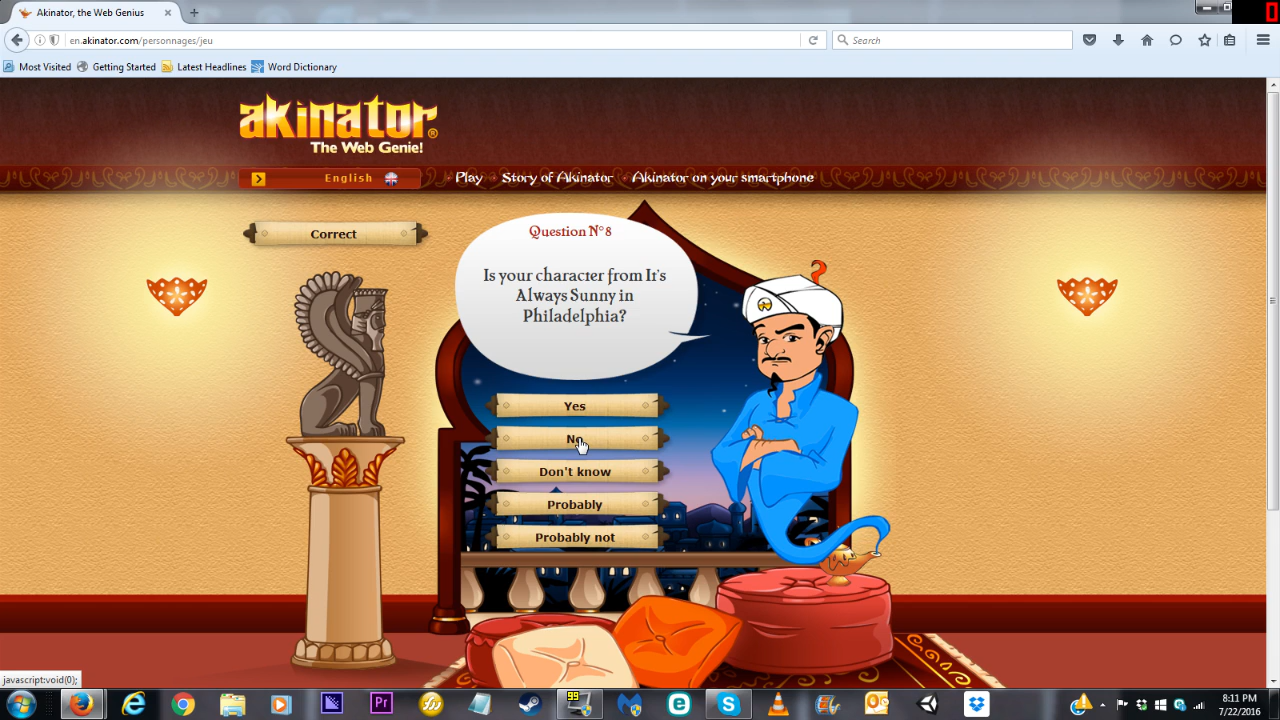 Akinator, the Web Genius
en.akinator.com/personnages/jeu
Search
Most Visited
Getting Started
Latest Headlines
Word Dictionary
akinator®
The Web Genie!
English
Play
Story of Akinator
Akinator on your smartphone
Correct
Question N°8
Is your character from It's
Always Sunny in
Philadelphia?
Yes
No
Don't know
Probably
Probably not
javascript:void(0);
99
8:11 PM
7/22/2016